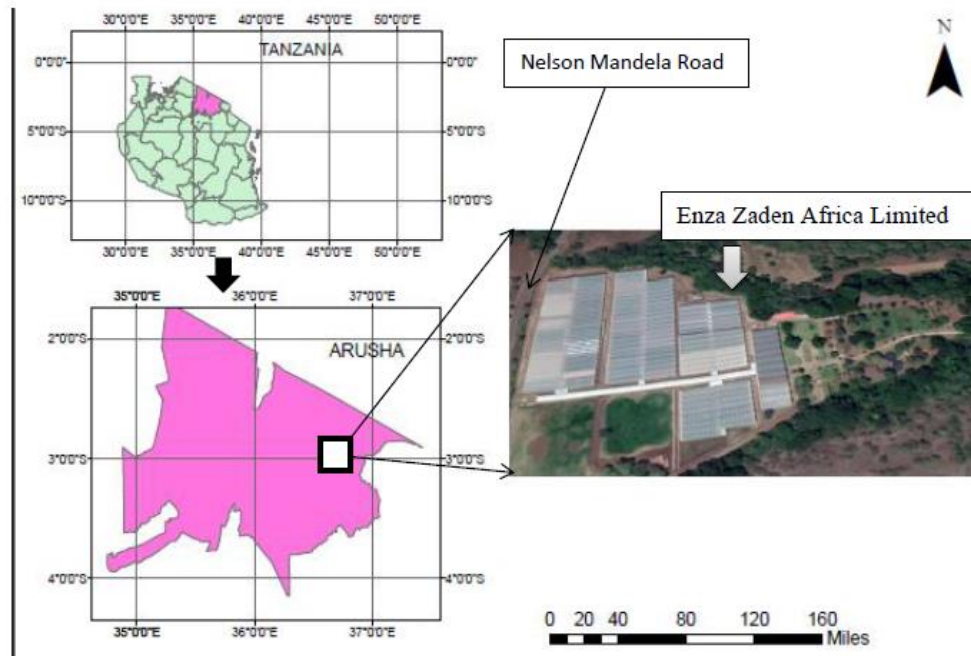 30°0'0"E 35°0'0"E 40°0'0"E 45°0'0"E 50°0'0"E
TANZANIA
0°0'0" 0°0'0"
5°0'0"S 5°0'0"S
10°0'0"S 10°0'0"S
30°0'0"E 35°0'0"E 40°0'0"E 45°0'0"E 50°0'0"E
Nelson Mandela Road
N
Enza Zaden Africa Limited
35°0'0"E 36°0'0"E 37°0'0"E
2°0'0"S 2°0'0"S
ARUSHA
3°0'0"S 3°0'0"S
4°0'0"S 4°0'0"S
35°0'0"E 36°0'0"E 37°0'0"E
0 20 40 80 120 160
Miles